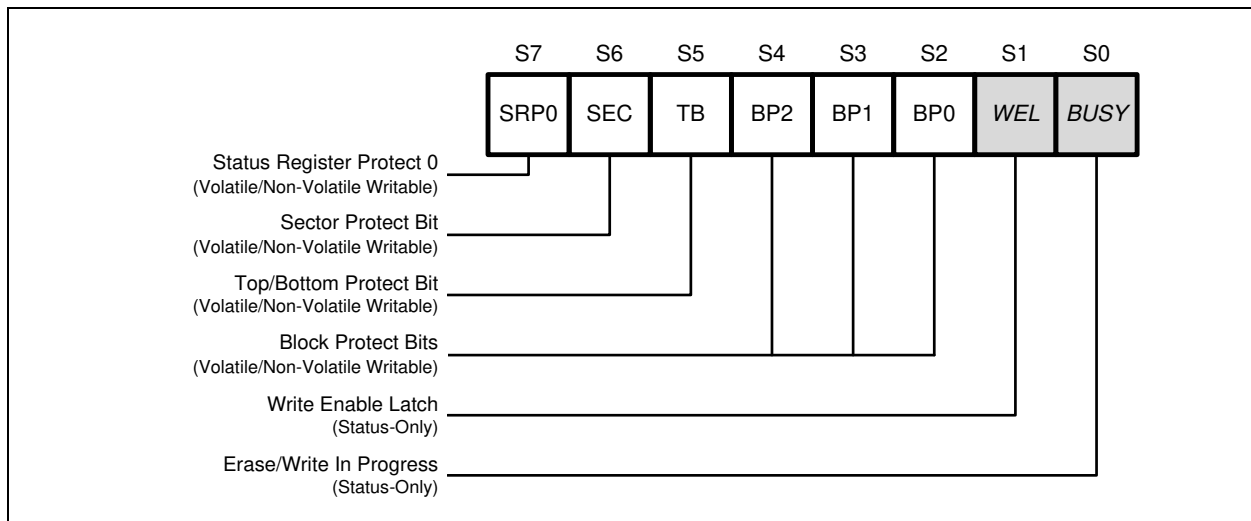 S7 S6 S5 S4 S3 S2 S1 S0
SRP0 SEC TB BP2 BP1 BP0 WEL BUSY
Status Register Protect 0
(Volatile/Non-Volatile Writable)
Sector Protect Bit
(Volatile/Non-Volatile Writable)
Top/Bottom Protect Bit
(Volatile/Non-Volatile Writable)
Block Protect Bits
(Volatile/Non-Volatile Writable)
Write Enable Latch
(Status-Only)
Erase/Write In Progress
(Status-Only)